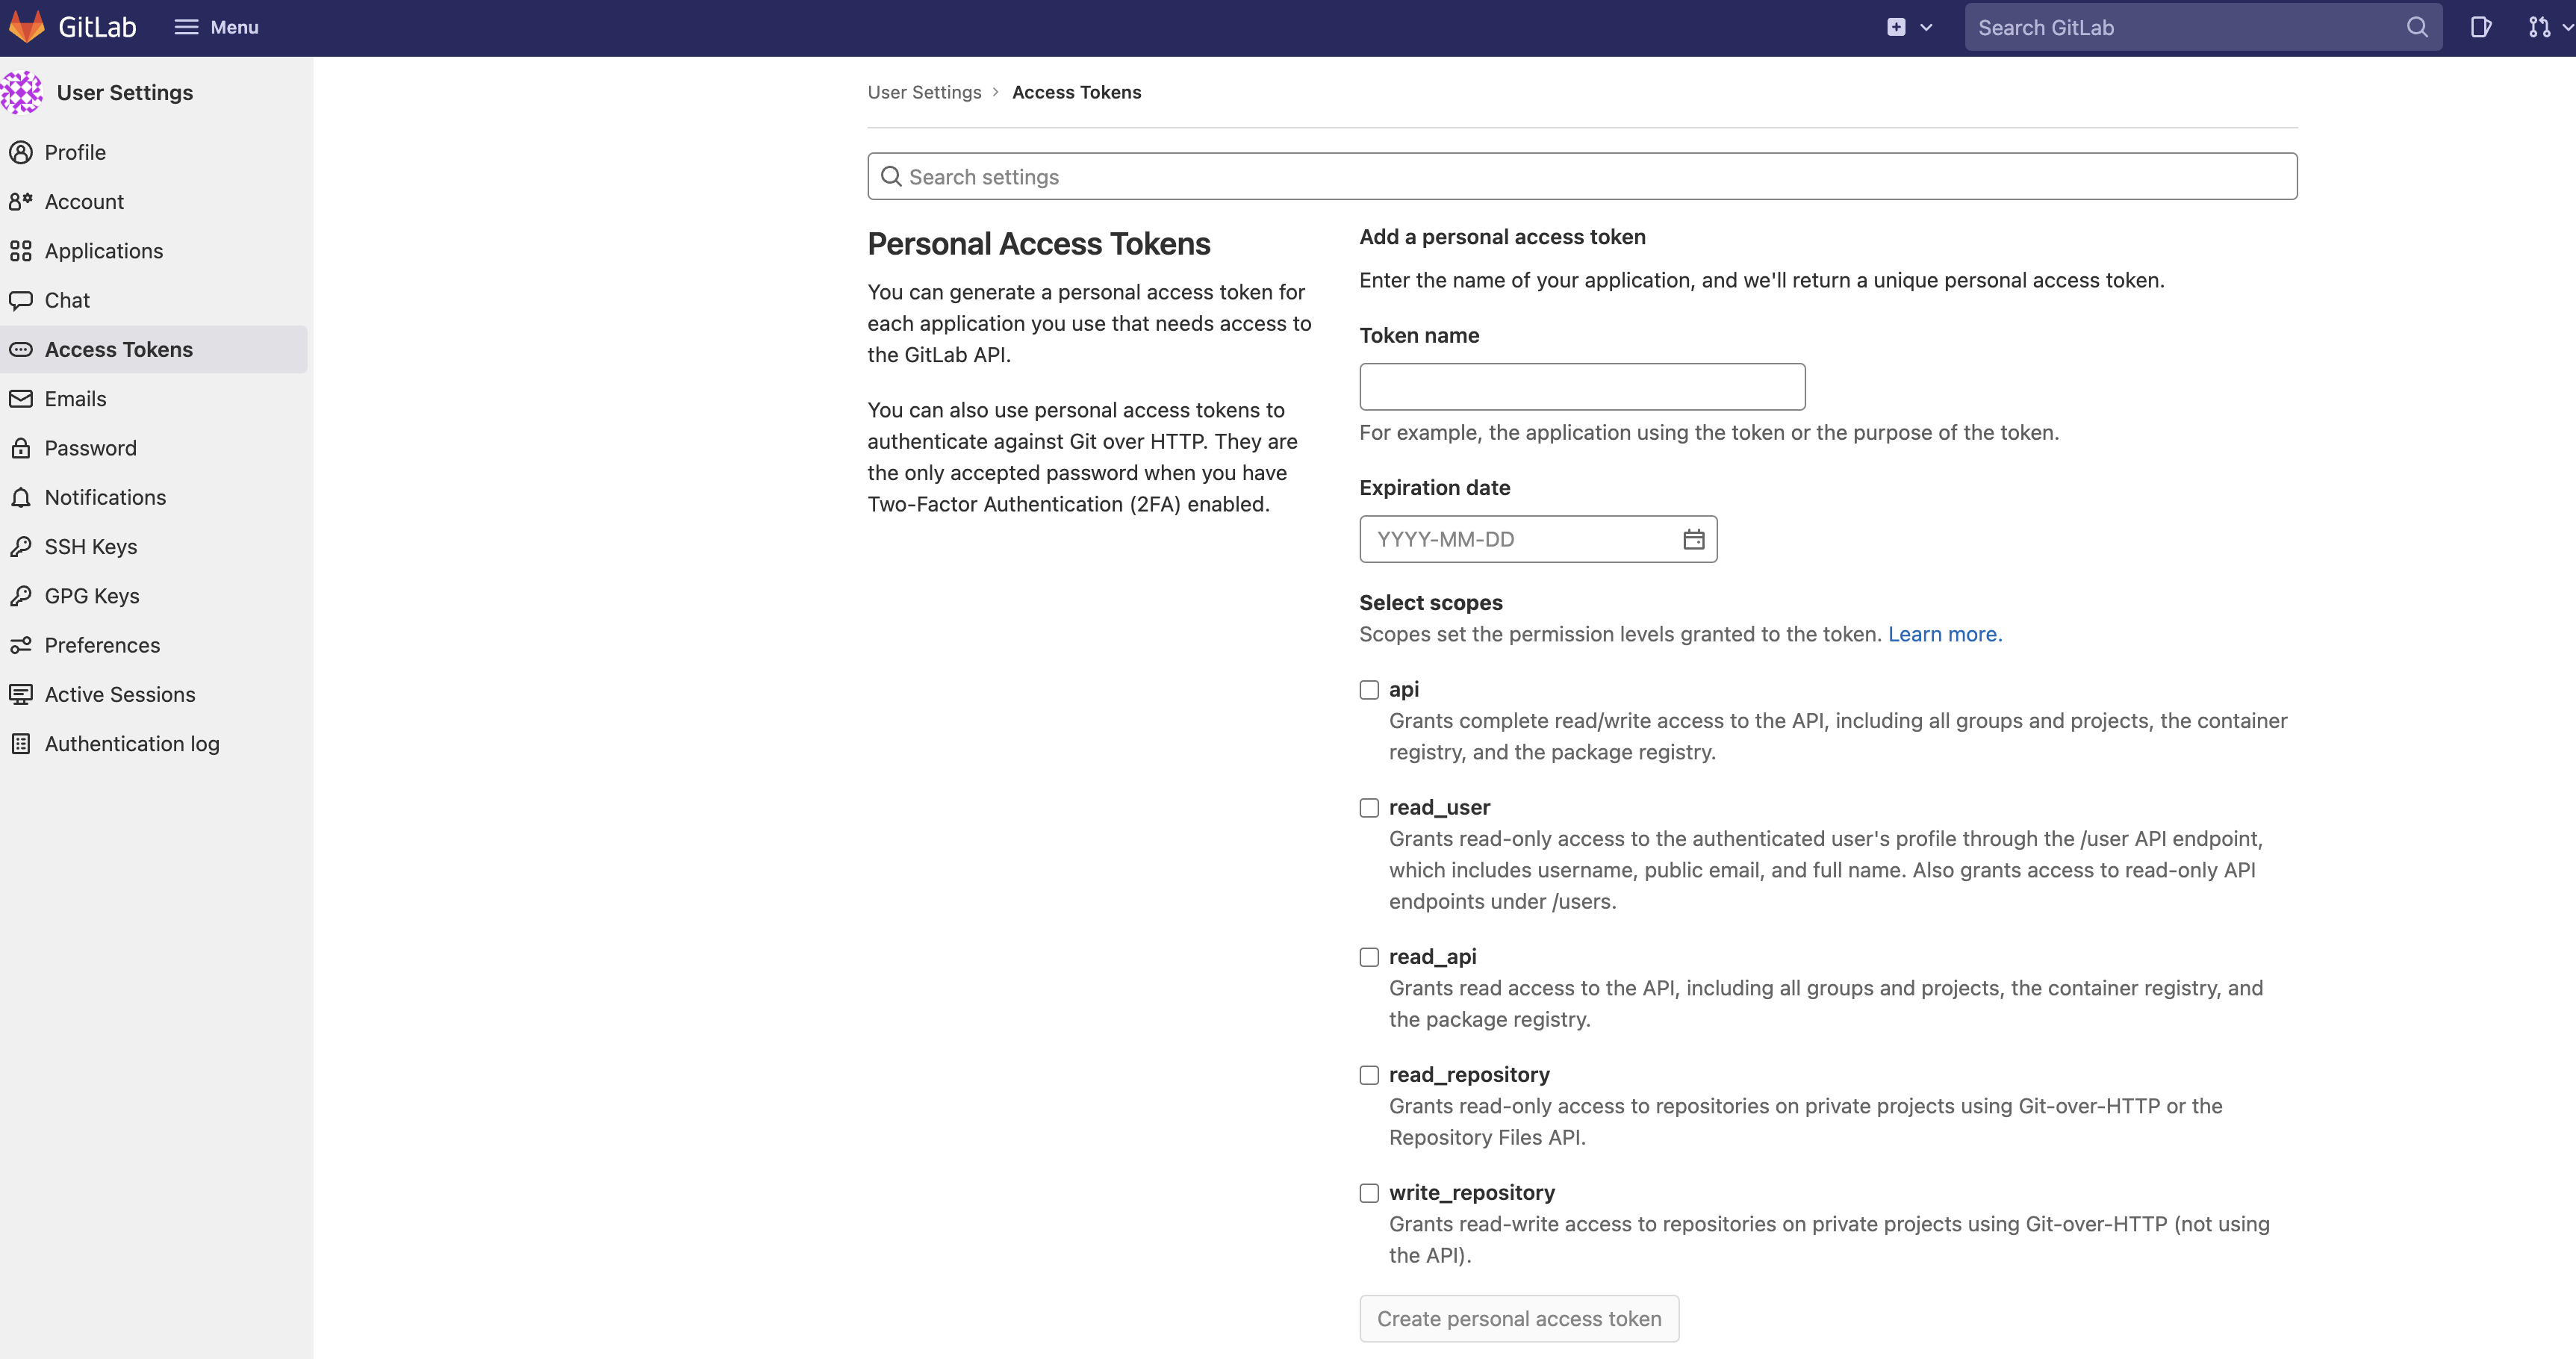 GitLab
Menu
Search GitLab
User Settings
Profile
Account
Applications
Chat
Access Tokens
Emails
Password
Notifications
SSH Keys
GPG Keys
Preferences
Active Sessions
Authentication log
User Settings › Access Tokens
Search settings
Personal Access Tokens
You can generate a personal access token for
each application you use that needs access to
the GitLab API.
You can also use personal access tokens to
authenticate against Git over HTTP. They are
the only accepted password when you have
Two-Factor Authentication (2FA) enabled.
Add a personal access token
Enter the name of your application, and we'll return a unique personal access token.
Token name
For example, the application using the token or the purpose of the token.
Expiration date
YYYY-MM-DD
Select scopes
Scopes set the permission levels granted to the token. Learn more.
api
Grants complete read/write access to the API, including all groups and projects, the container
registry, and the package registry.
read_user
Grants read-only access to the authenticated user's profile through the /user API endpoint,
which includes username, public email, and full name. Also grants access to read-only API
endpoints under /users.
read_api
Grants read access to the API, including all groups and projects, the container registry, and
the package registry.
read_repository
Grants read-only access to repositories on private projects using Git-over-HTTP or the
Repository Files API.
write_repository
Grants read-write access to repositories on private projects using Git-over-HTTP (not using
the API).
Create personal access token